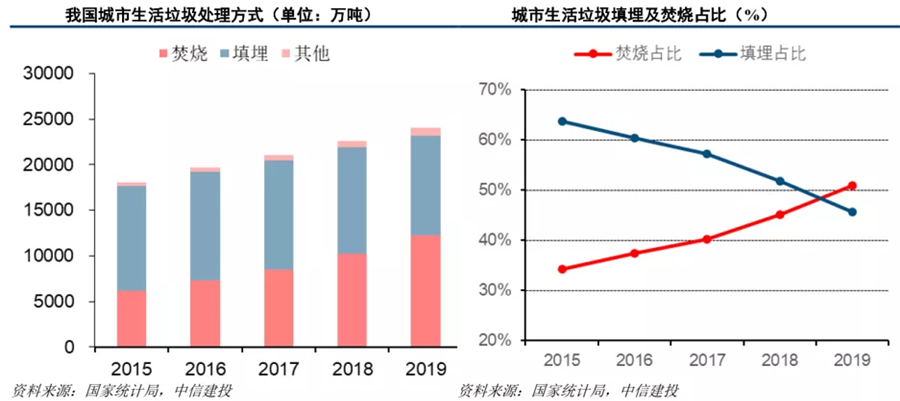 我国城市生活垃圾处理方式（单位：万吨）
焚烧 填埋 其他
30000
25000
20000
15000
10000
5000
0
2015 2016 2017 2018 2019
资料来源：国家统计局，中信建投
城市生活垃圾填埋及焚烧占比（%）
焚烧占比 填埋占比
70%
60%
50%
40%
30%
20%
2015 2016 2017 2018 2019
资料来源：国家统计局，中信建投